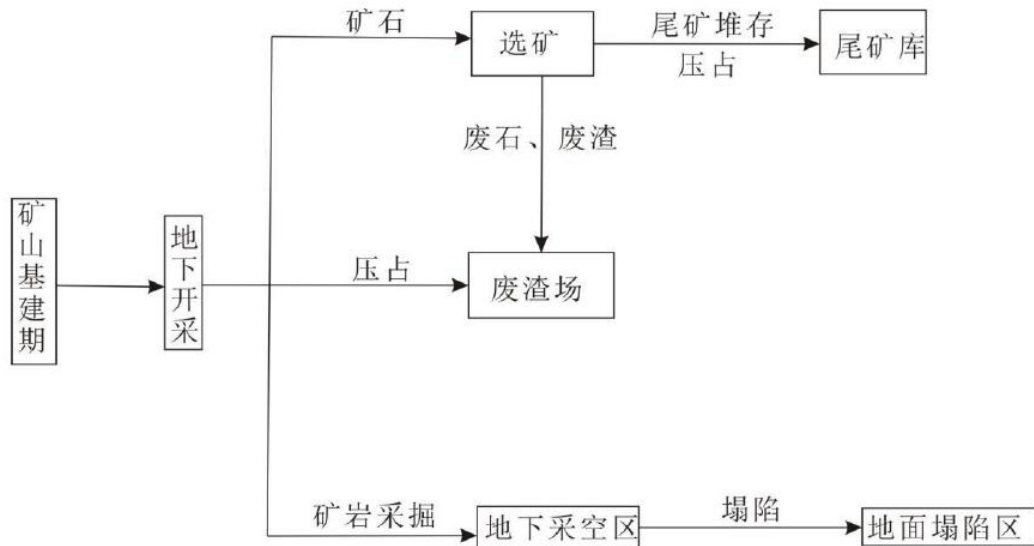 矿石
选矿
尾矿堆存
压占
尾矿库
废石、废渣
矿山基建期
地下开采
压占
废渣场
矿岩采掘
地下采空区
塌陷
地面塌陷区